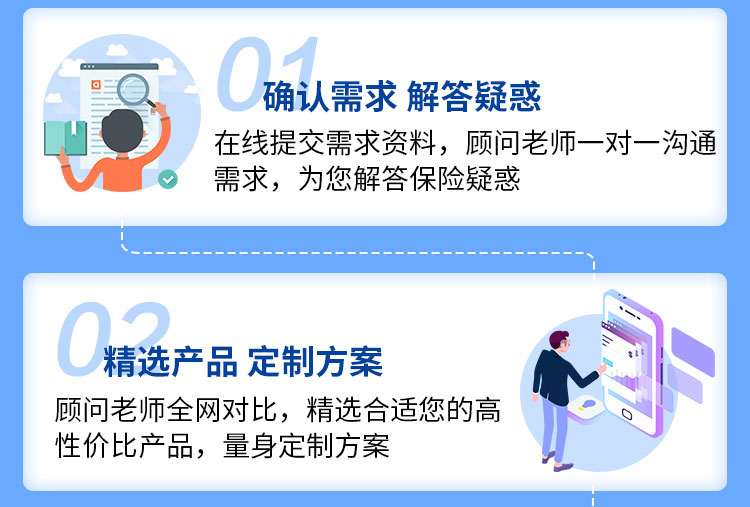 01
确认需求 解答疑惑
在线提交需求资料，顾问老师一对一沟通
需求，为您解答保险疑惑
02
精选产品 定制方案
顾问老师全网对比，精选合适您的高
性价比产品，量身定制方案